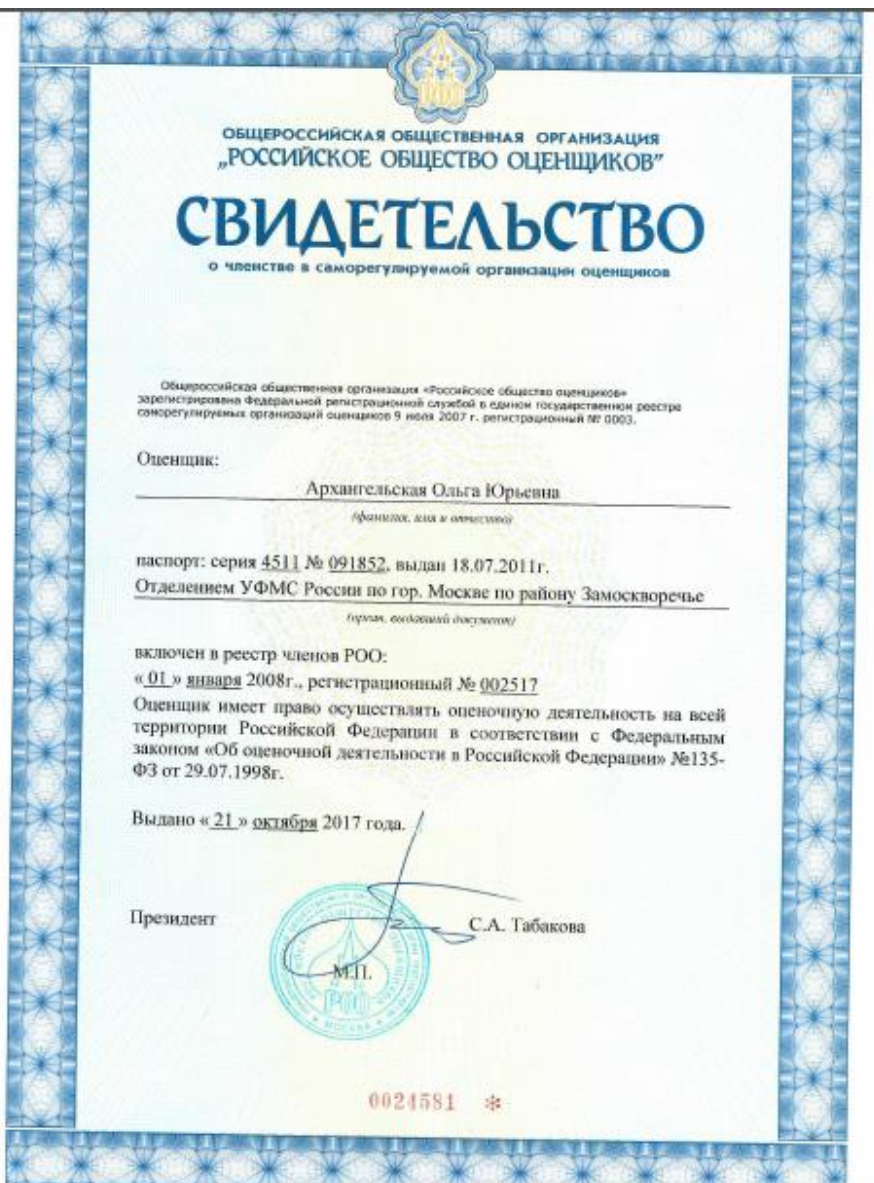 РОО
ОБЩЕРОССИЙСКАЯ ОБЩЕСТВЕННАЯ ОРГАНИЗАЦИЯ
„РОССИЙСКОЕ ОБЩЕСТВО ОЦЕНЩИКОВ”
СВИДЕТЕЛЬСТВО
о членстве в саморегулируемой организации оценщиков
Общероссийская общественная организация «Российское общество оценщиков»
зарегистрирована Федеральной регистрационной службой в едином государственном реестре
саморегулируемых организаций оценщиков 9 июля 2007 г. регистрационный № 0003.
Оценщик:
Архангельская Ольга Юрьевна
(фамилия, имя и отчество)
паспорт: серия 4511 № 091852, выдан 18.07.2011г.
Отделением УФМС России по гор. Москве по району Замоскворечье
(орган, выдавший документ)
включен в реестр членов РОО:
« 01 » января 2008г., регистрационный № 002517
Оценщик имеет право осуществлять оценочную деятельность на всей
территории Российской Федерации в соответствии с Федеральным
законом «Об оценочной деятельности в Российской Федерации» №135-
ФЗ от 29.07.1998г.
Выдано « 21 » октября 2017 года.
Президент
С.А. Табакова
М.П.
РОО
МОСКВА
0024581 *